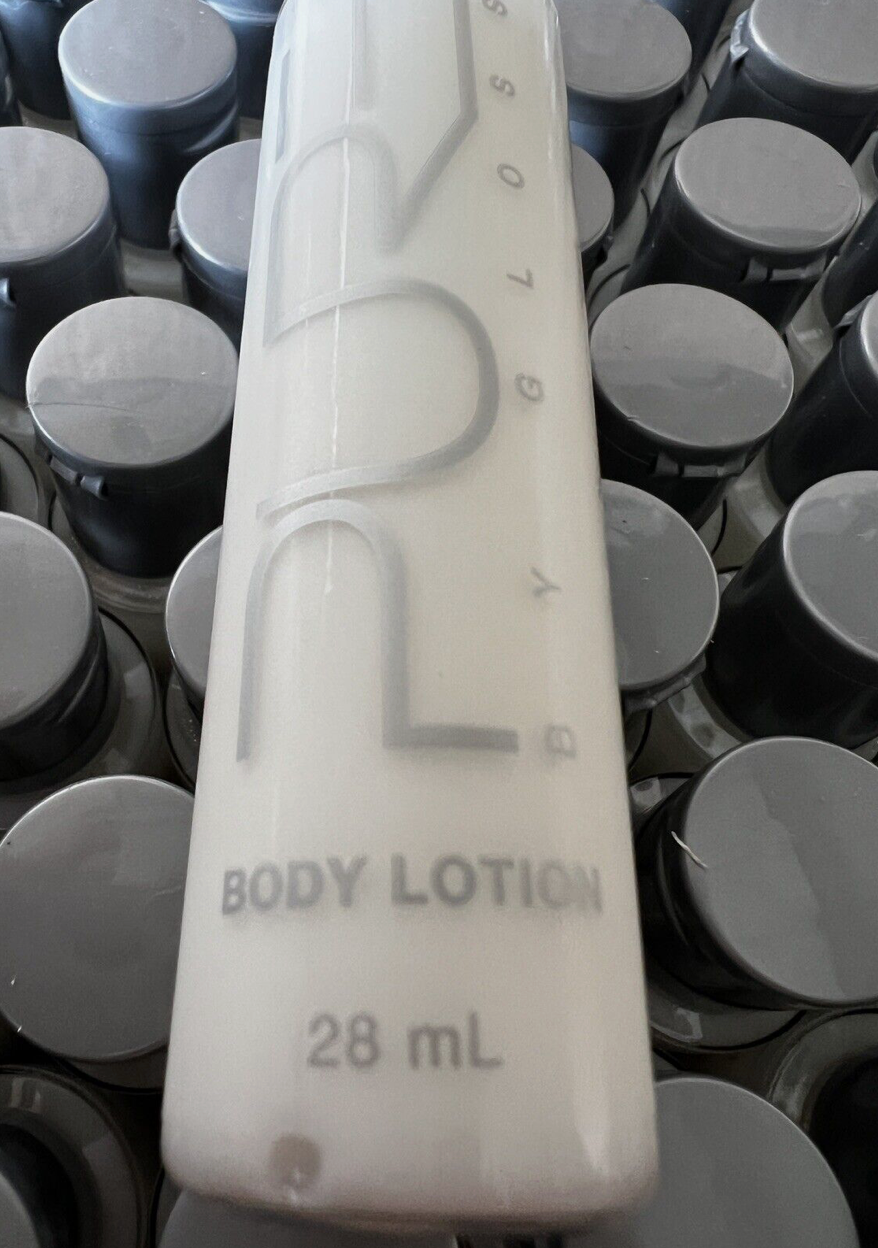 PURE
BY GLOSS
BODY LOTION
28 mL